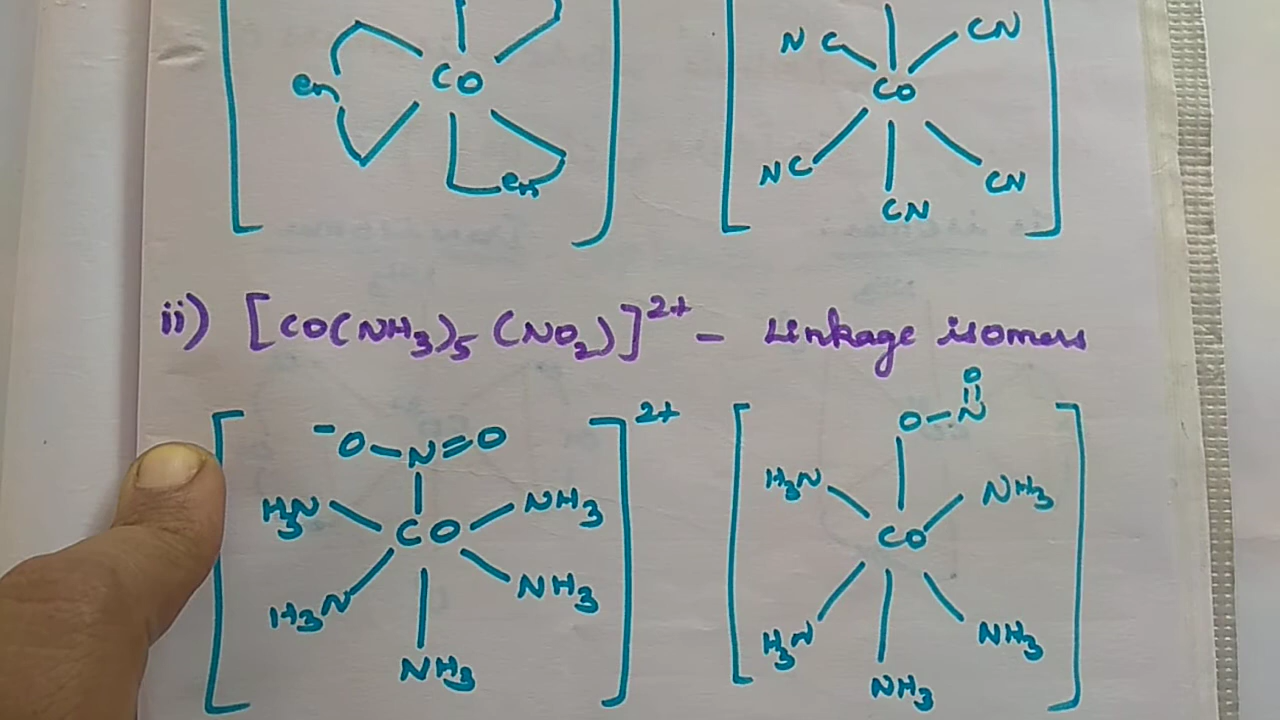 en CO en
NC CN
CO
NC CN
CN
ii) [CO(NH3)5 (NO2)]2+ - Linkage isomers
[ -O-N=O ]2+
H3N NH3
CO
H3N NH3
NH3
[ O-N=O ]
H3N NH3
CO
H3N NH3
NH3